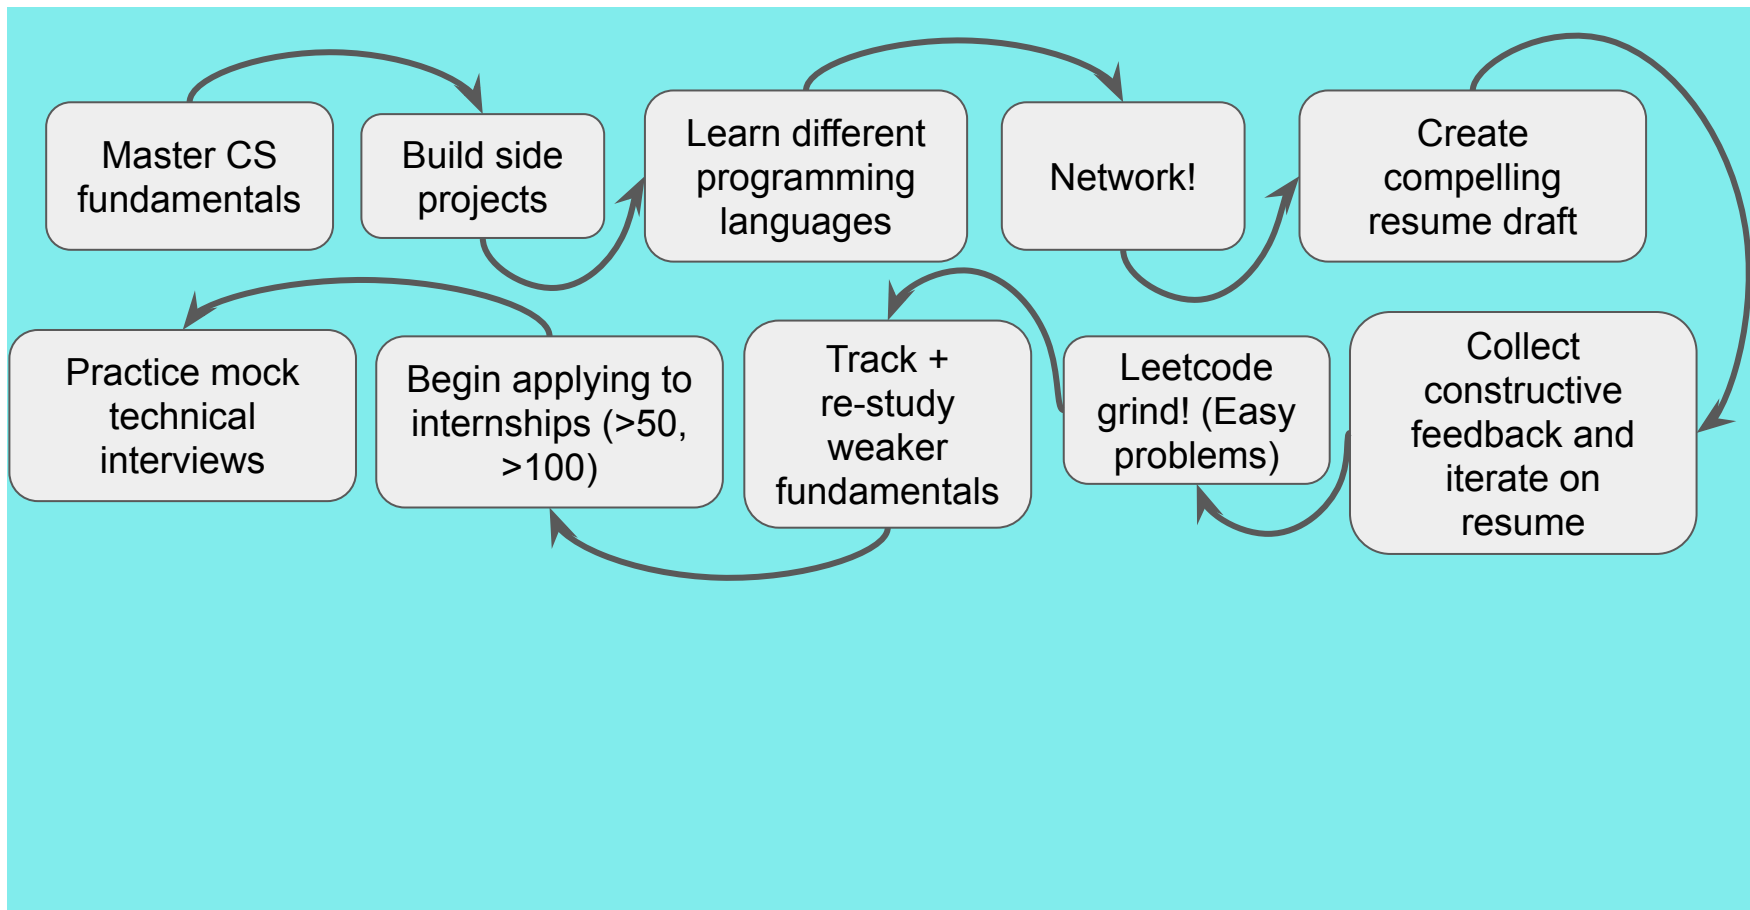 Master CS
fundamentals
Build side
projects
Learn different
programming
languages
Network!
Create
compelling
resume draft
Collect
constructive
feedback and
iterate on
resume
Leetcode
grind! (Easy
problems)
Track +
re-study
weaker
fundamentals
Begin applying to
internships (>50,
>100)
Practice mock
technical
interviews